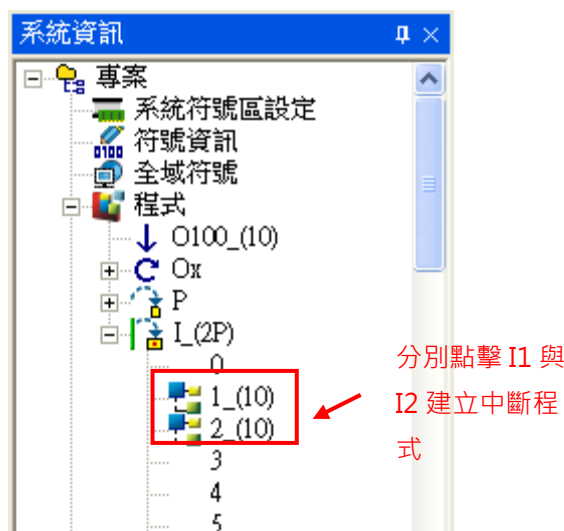 系統資訊
專案
系統符號區設定
符號資訊
全域符號
程式
O100_(10)
Ox
P
I_(2P)
0
1_(10)
2_(10)
3
4
5
分別點擊 I1 與
I2 建立中斷程
式